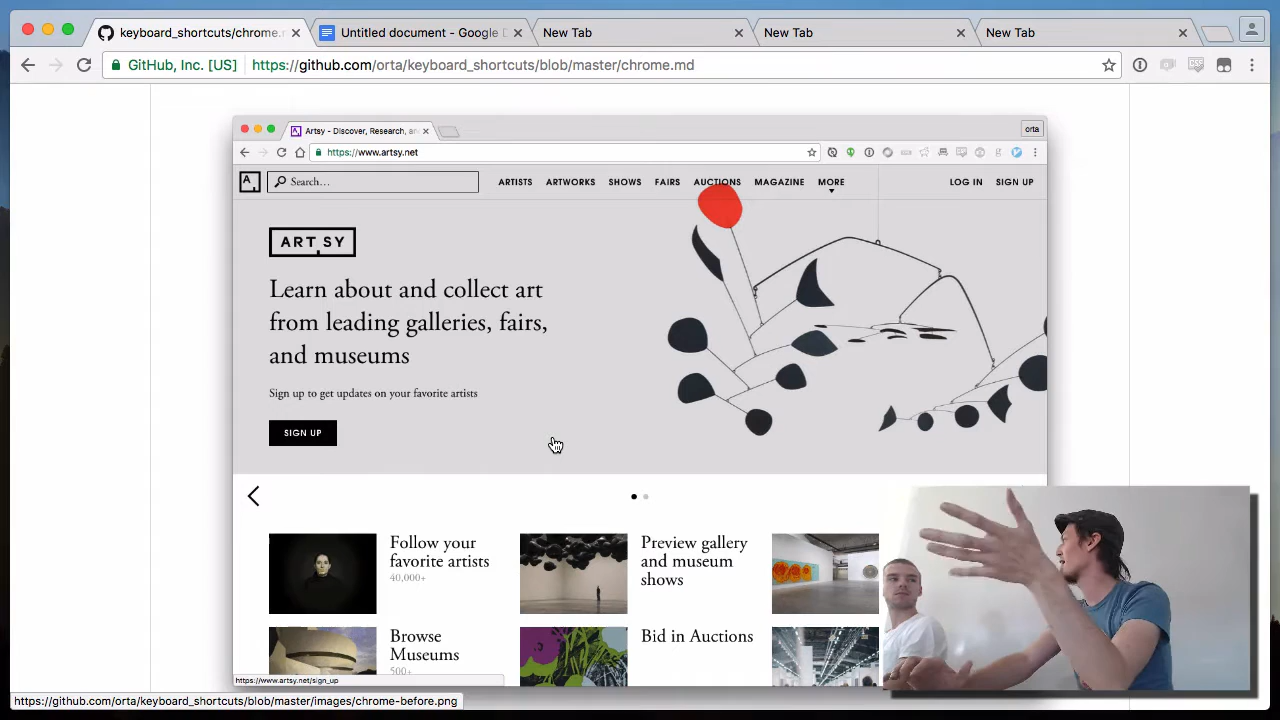 keyboard_shortcuts/chrome.
Untitled document - Google
New Tab
New Tab
New Tab
GitHub, Inc. [US]
https://github.com/orta/keyboard_shortcuts/blob/master/chrome.md
Artsy - Discover, Research, an
orta
https://www.artsy.net
A,
Search...
ARTISTS
ARTWORKS
SHOWS
FAIRS
AUCTIONS
MAGAZINE
MORE
LOG IN
SIGN UP
ART,SY
Learn about and collect art
from leading galleries, fairs,
and museums
Sign up to get updates on your favorite artists
SIGN UP
Follow your
favorite artists
40,000+
Preview gallery
and museum
shows
Browse
Museums
500+
Bid in Auctions
https://www.artsy.net/sign_up
https://github.com/orta/keyboard_shortcuts/blob/master/images/chrome-before.png